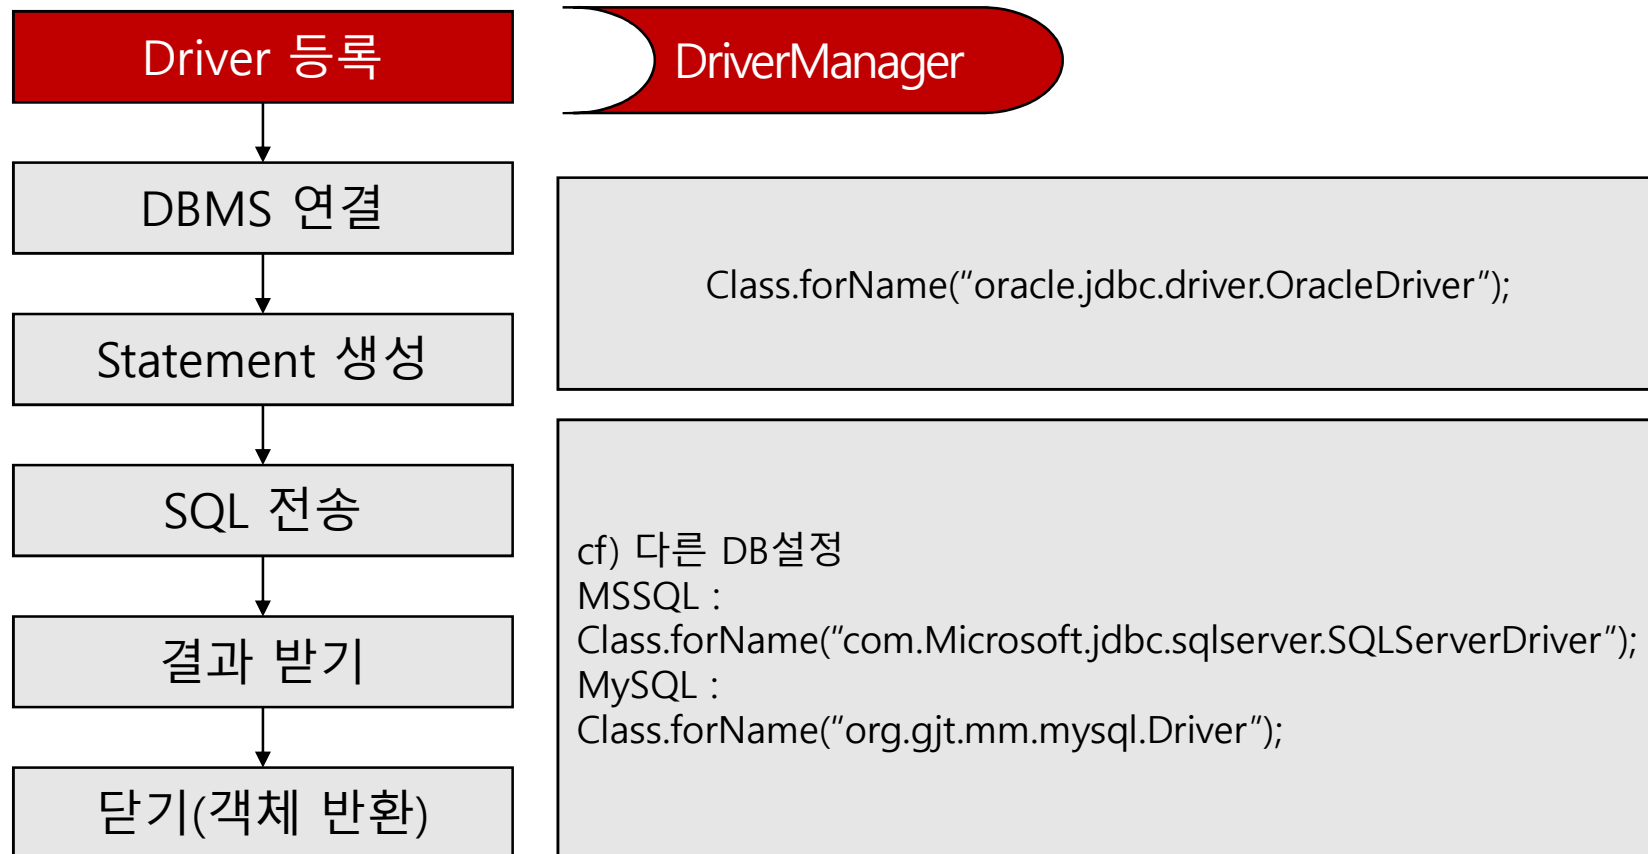 Driver 등록
DriverManager
DBMS 연결
Statement 생성
SQL 전송
결과 받기
닫기(객체 반환)
Class.forName(“oracle.jdbc.driver.OracleDriver”);
cf) 다른 DB설정
MSSQL :
Class.forName(“com.Microsoft.jdbc.sqlserver.SQLServerDriver”);
MySQL :
Class.forName(“org.gjt.mm.mysql.Driver”);